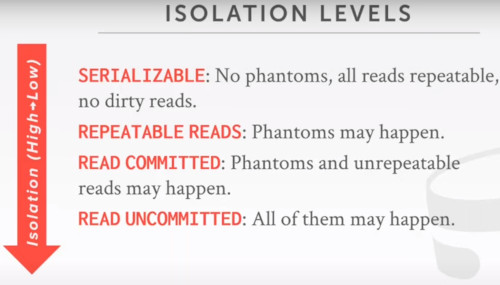 ISOLATION LEVELS
Isolation (High→Low)
SERIALIZABLE: No phantoms, all reads repeatable,
no dirty reads.
REPEATABLE READS: Phantoms may happen.
READ COMMITTED: Phantoms and unrepeatable
reads may happen.
READ UNCOMMITTED: All of them may happen.